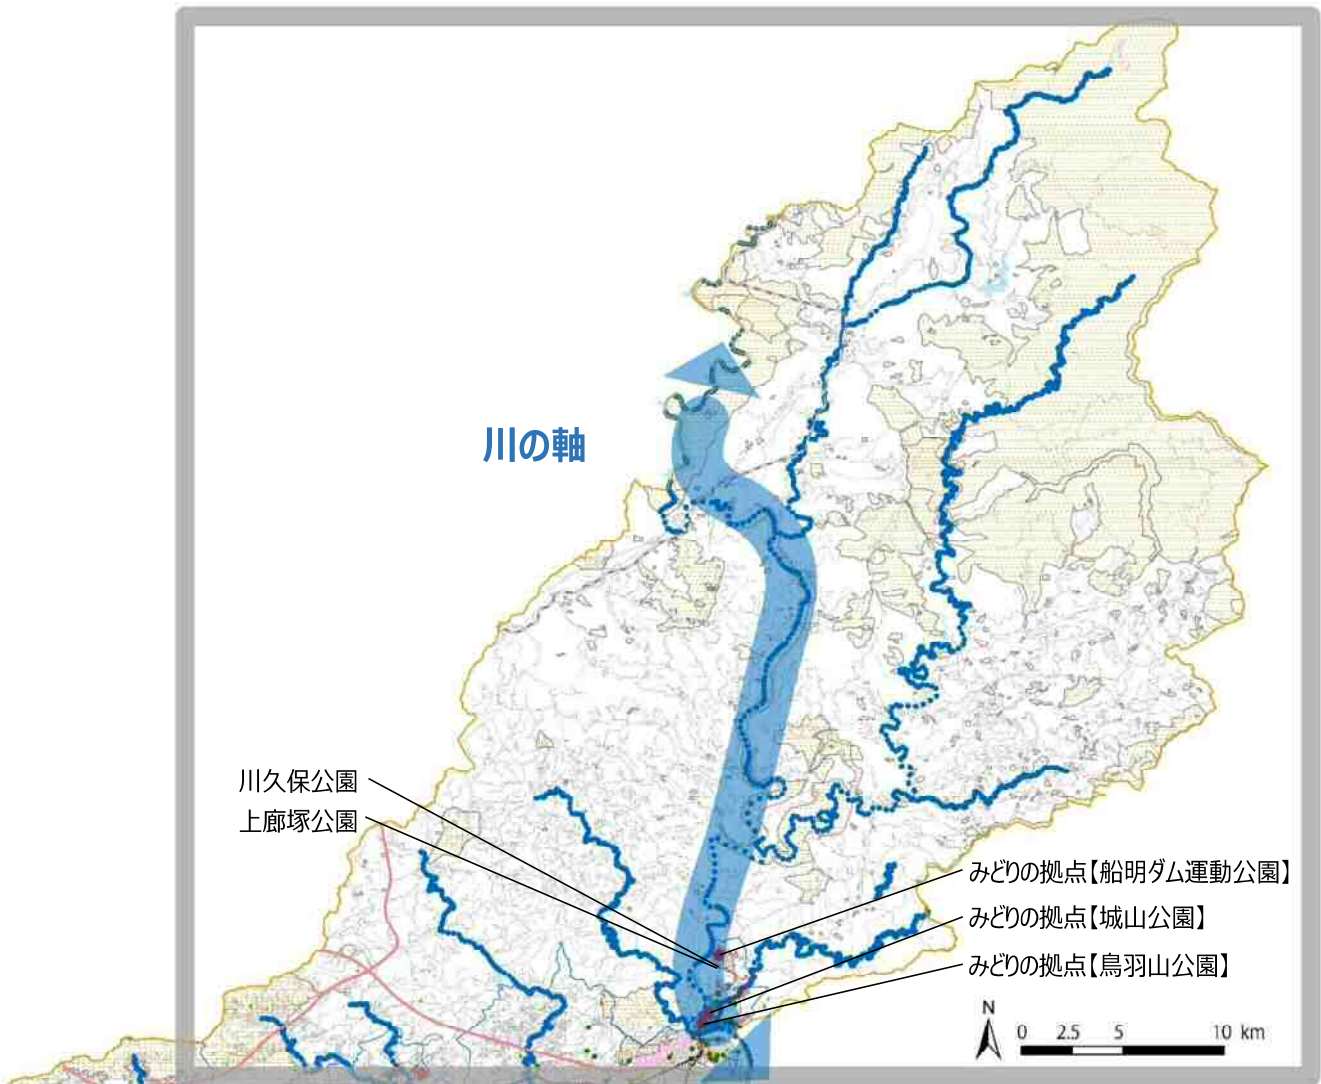 川の軸
川久保公園
上廊塚公園
みどりの拠点【船明ダム運動公園】
みどりの拠点【城山公園】
みどりの拠点【鳥羽山公園】
N
0 2.5 5 10 km